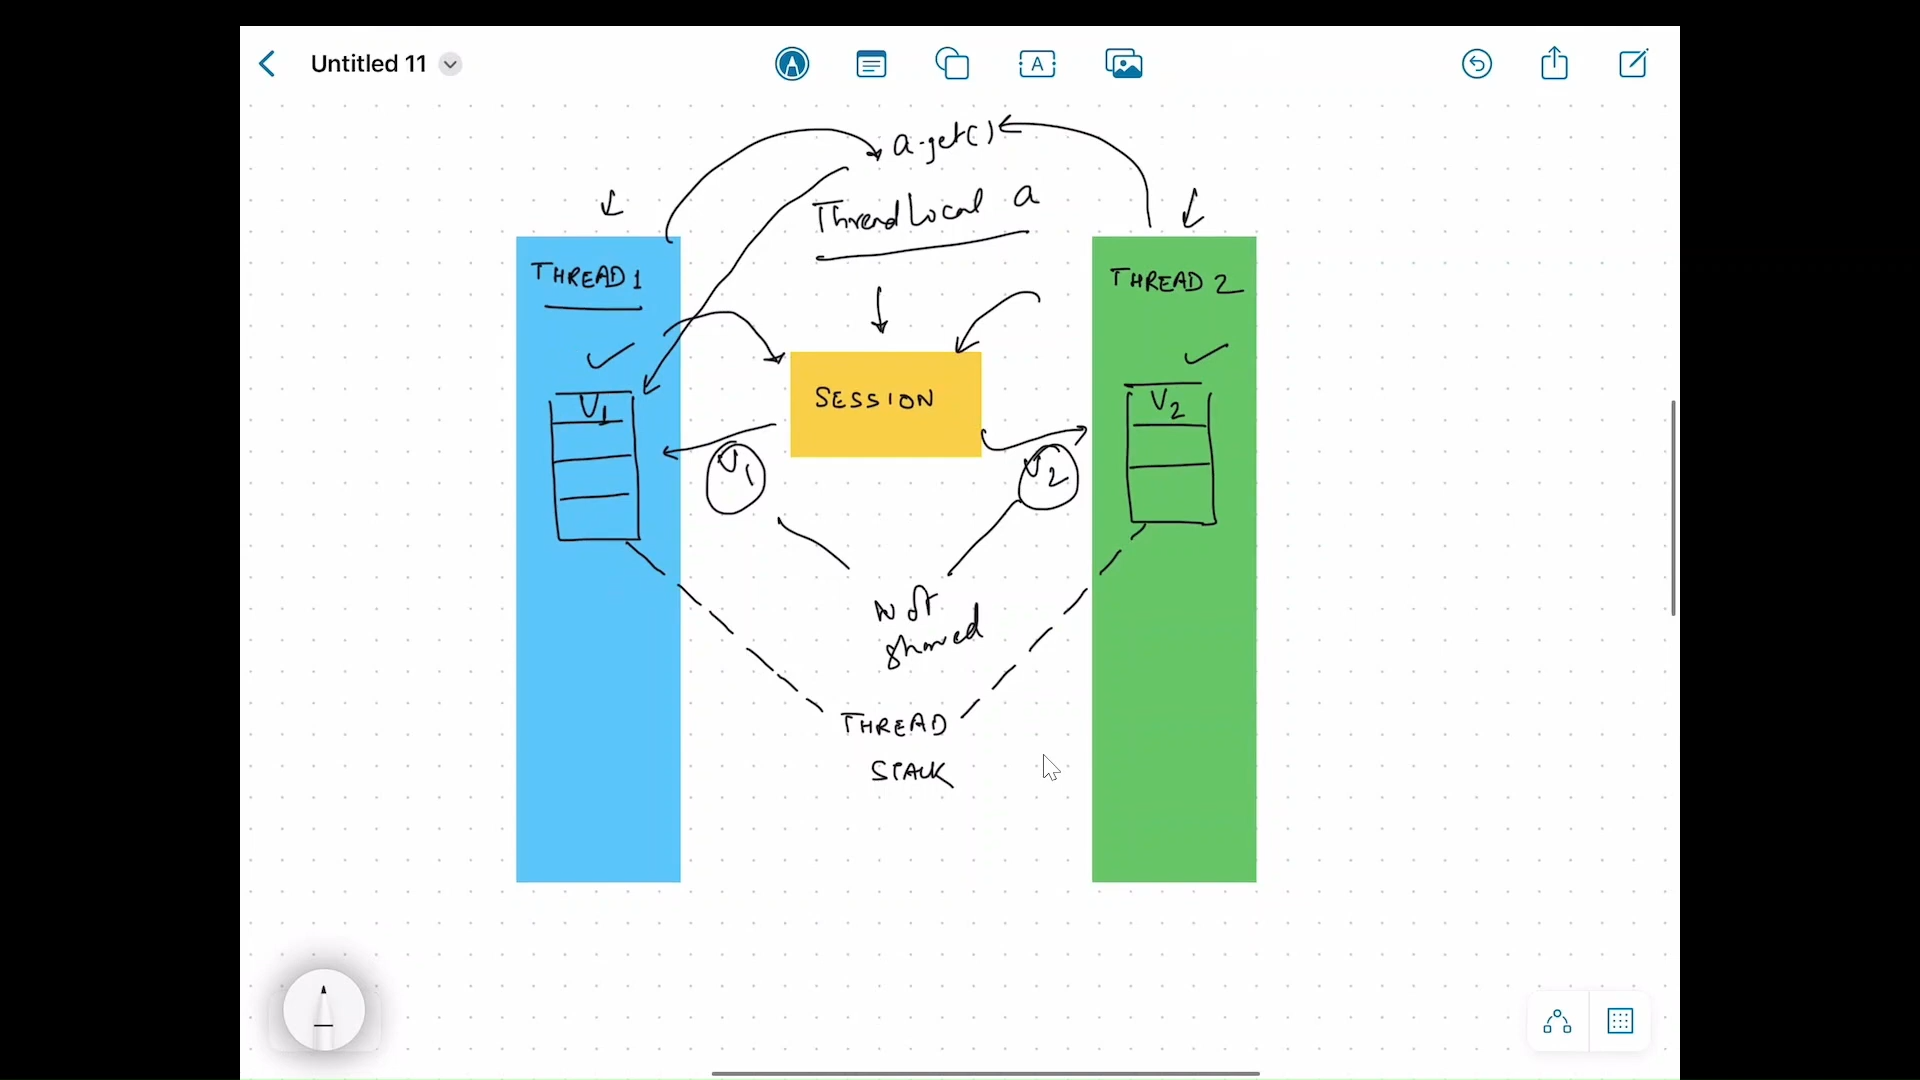 Untitled 11
A
a.get()
ThreadLocal a
THREAD 1
THREAD 2
SESSION
V1
V2
V1
V2
Not
shared
THREAD
STACK